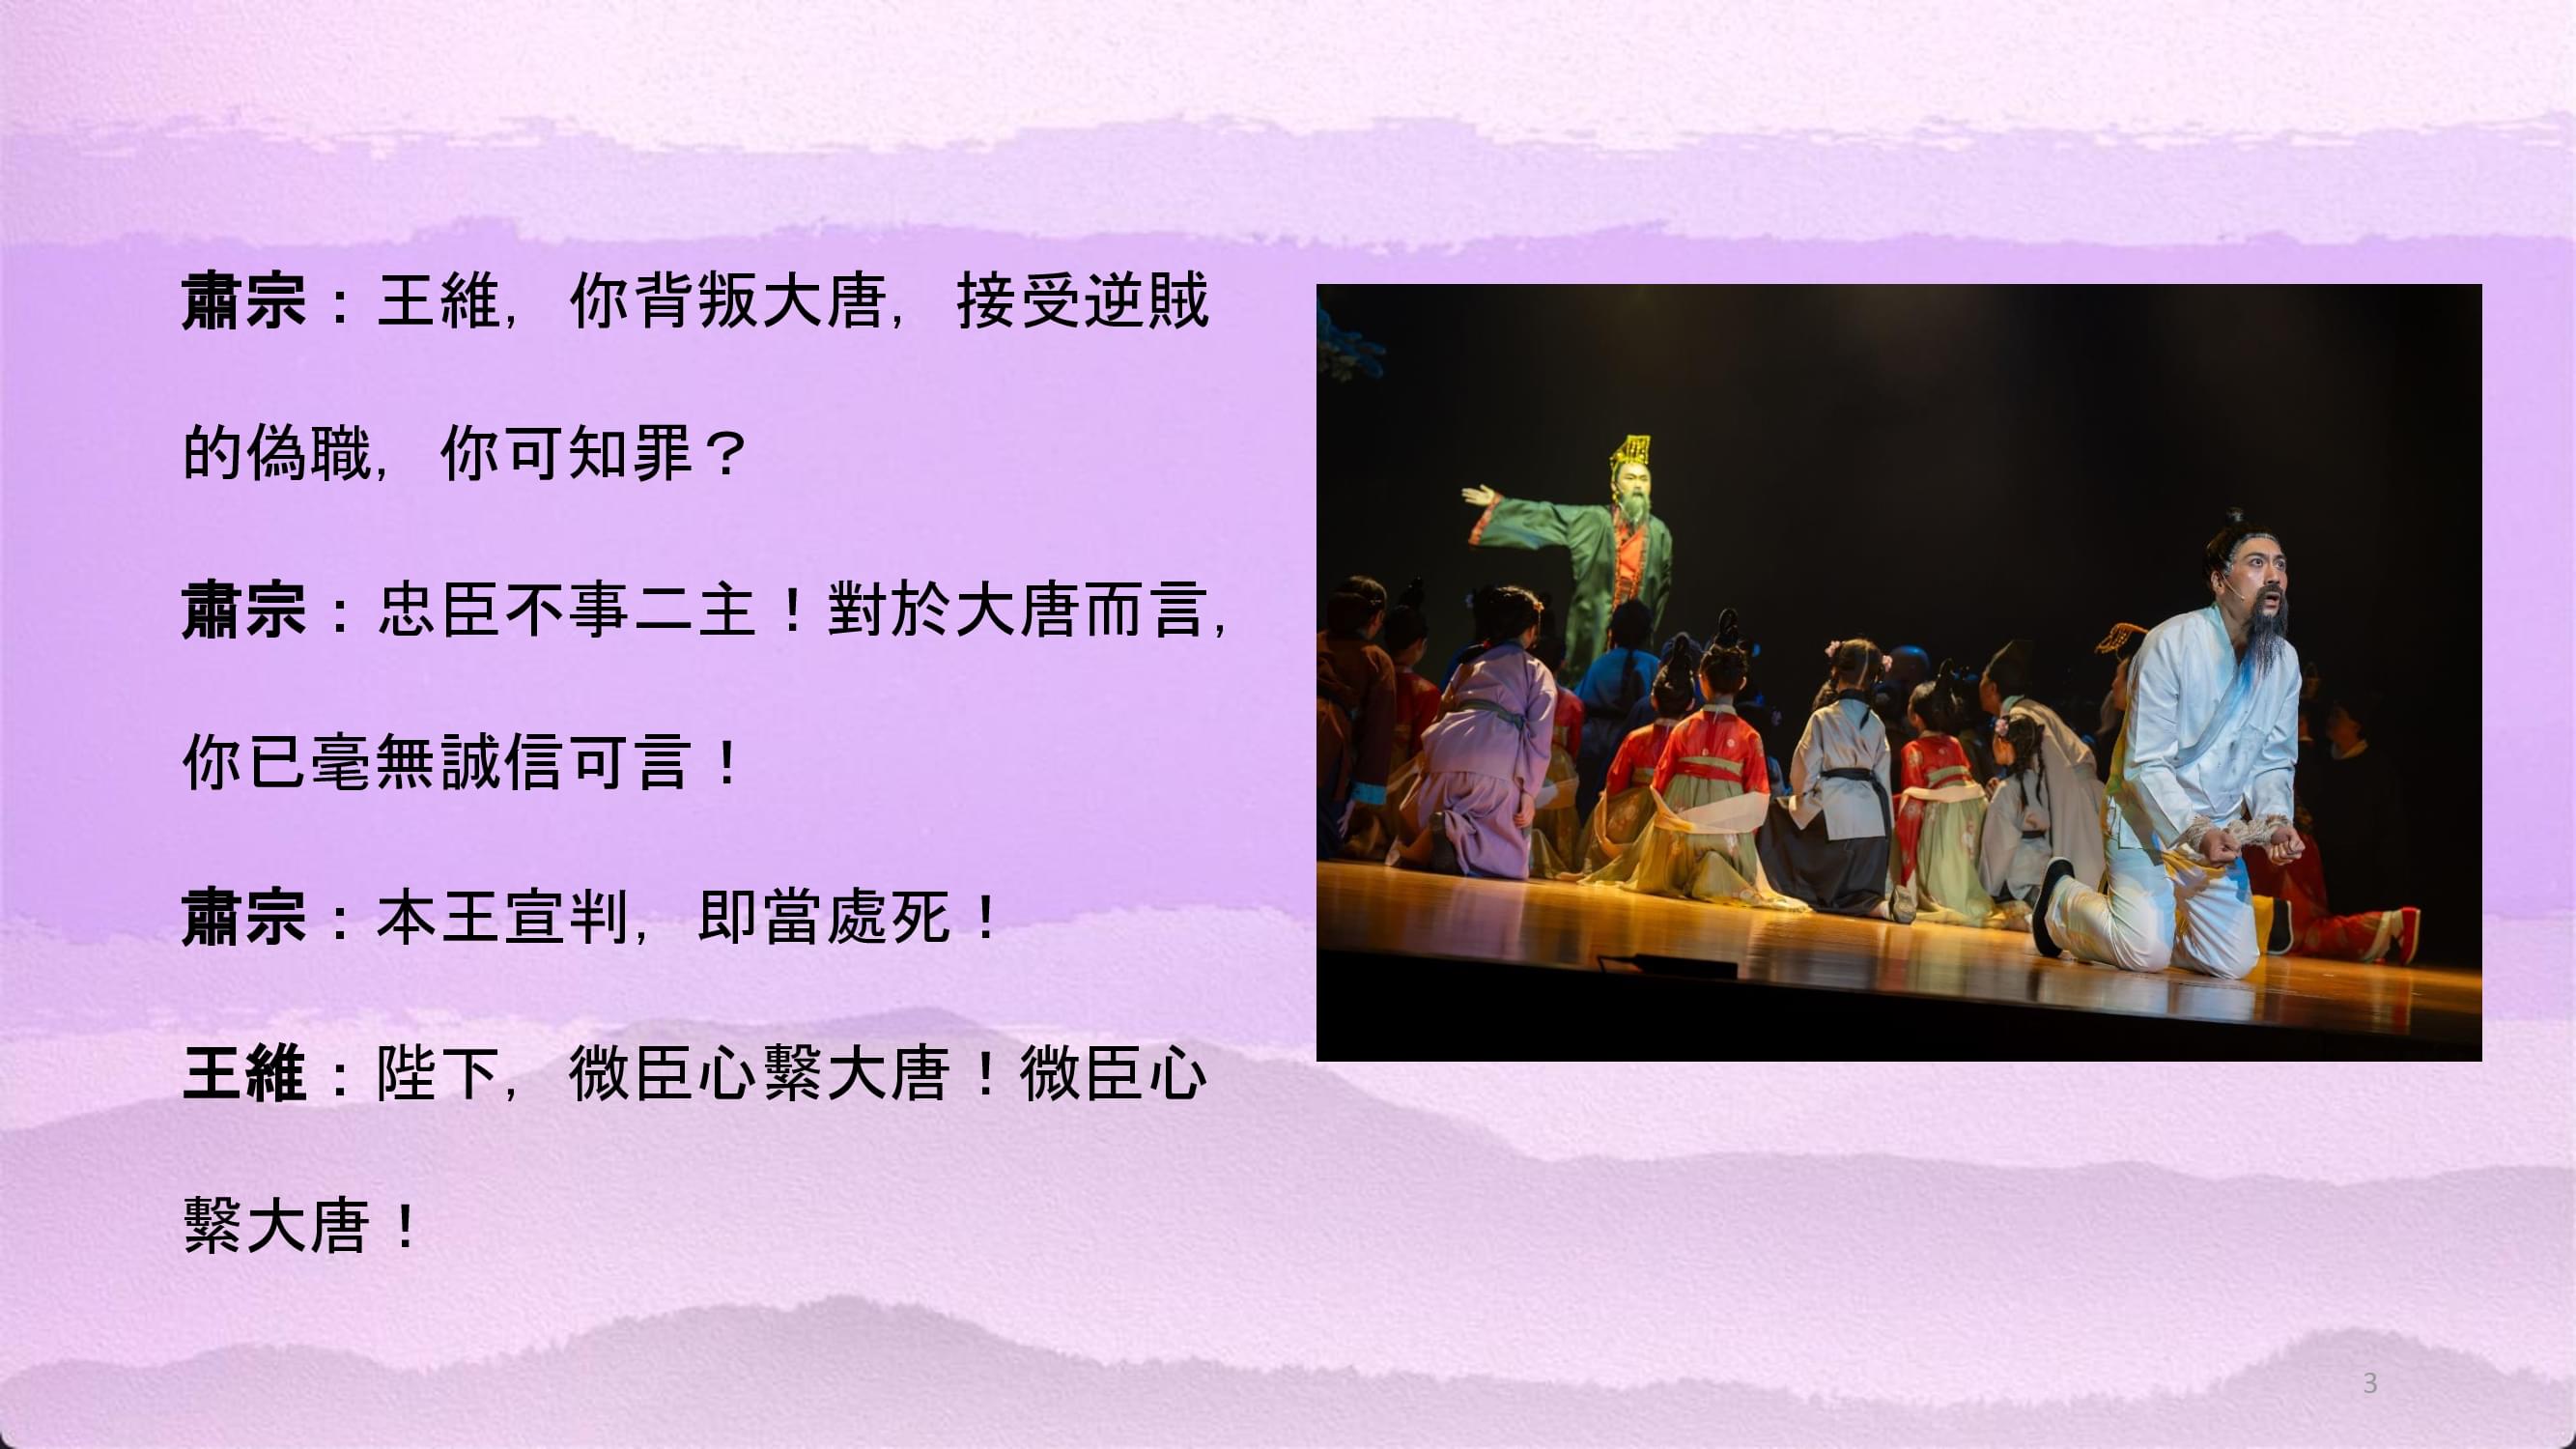 肅宗：王維，你背叛大唐，接受逆賊
的偽職，你可知罪？
肅宗：忠臣不事二主！對於大唐而言，
你已毫無誠信可言！
肅宗：本王宣判，即當處死！
王維：陛下，微臣心繫大唐！微臣心
繫大唐！
3